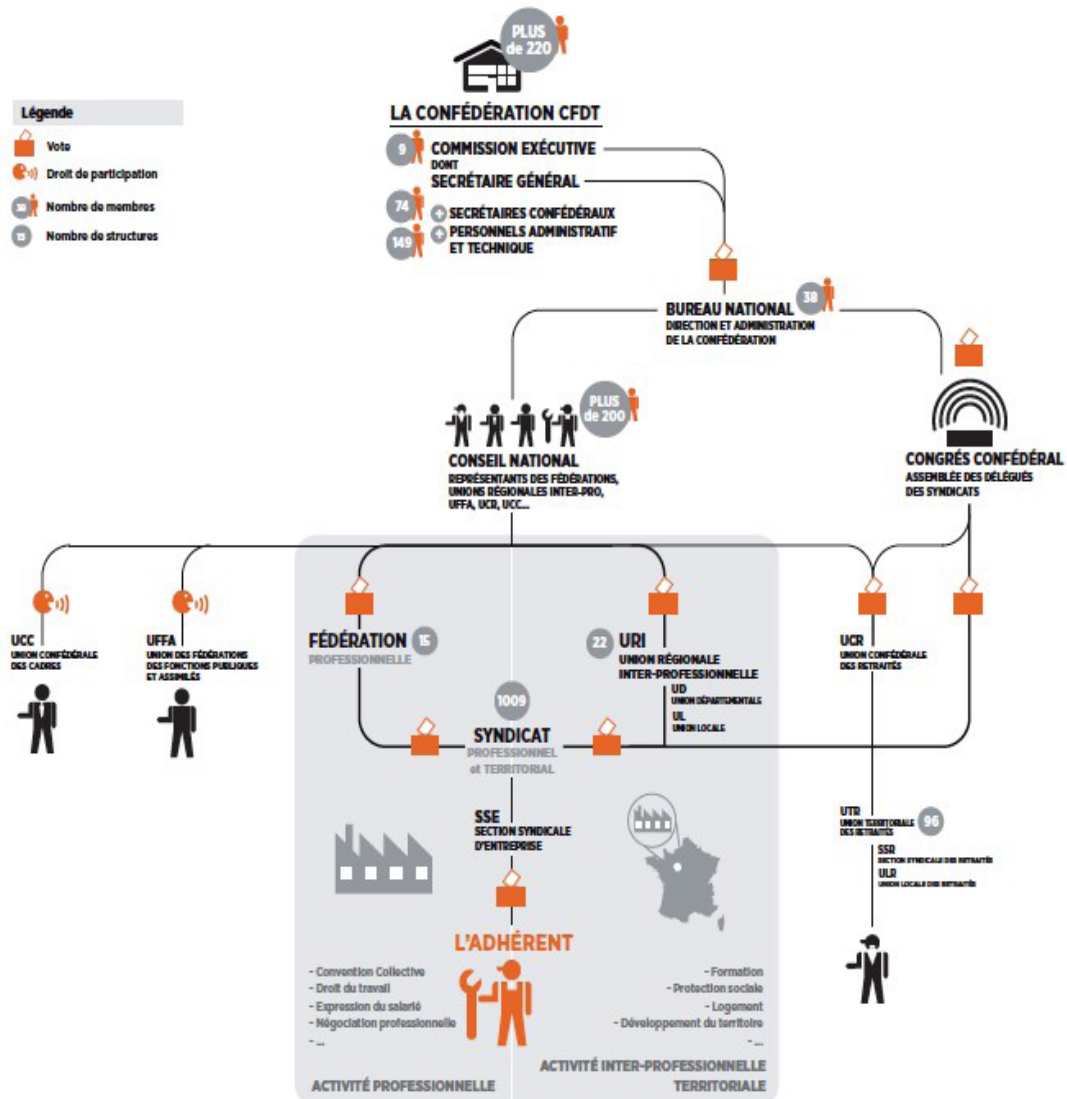 PLUS
de 220
LA CONFÉDÉRATION CFDT
Légende
Vote
Droit de participation
38 Nombre de membres
15 Nombre de structures
9 COMMISSION EXÉCUTIVE
DONT
SECRÉTAIRE GÉNÉRAL
74 + SECRÉTAIRES CONFÉDÉRAUX
149 + PERSONNELS ADMINISTRATIF
ET TECHNIQUE
BUREAU NATIONAL 38
DIRECTION ET ADMINISTRATION
DE LA CONFÉDÉRATION
PLUS
de 200
CONSEIL NATIONAL
REPRÉSENTANTS DES FÉDÉRATIONS,
UNIONS RÉGIONALES INTER-PRO,
UFFA, UCR, UCC...
CONGRÉS CONFÉDÉRAL
ASSEMBLÉE DES DÉLÉGUÉS
DES SYNDICATS
UCC
UNION CONFÉDÉRALE
DES CADRES
UFFA
UNION DES FÉDÉRATIONS
DES FONCTIONS PUBLIQUES
ET ASSIMILÉS
FÉDÉRATION 15
PROFESSIONNELLE
22 URI
UNION RÉGIONALE
INTER-PROFESSIONNELLE
UD
UNION DÉPARTEMENTALE
UL
UNION LOCALE
UCR
UNION CONFÉDÉRALE
DES RETRAITÉS
1009
SYNDICAT
PROFESSIONNEL
et TERRITORIAL
SSE
SECTION SYNDICALE
D'ENTREPRISE
UTR
UNION TERRITORIALE
DES RETRAITÉS
96
SSR
SECTION SYNDICALE DES RETRAITÉS
ULR
UNION LOCALE DES RETRAITÉS
L'ADHÉRENT
- Convention Collective
- Droit du travail
- Expression du salarié
- Négociation professionnelle
- ...
- Formation
- Protection sociale
- Logement
- Développement du territoire
- ...
ACTIVITÉ PROFESSIONNELLE
ACTIVITÉ INTER-PROFESSIONNELLE
TERRITORIALE